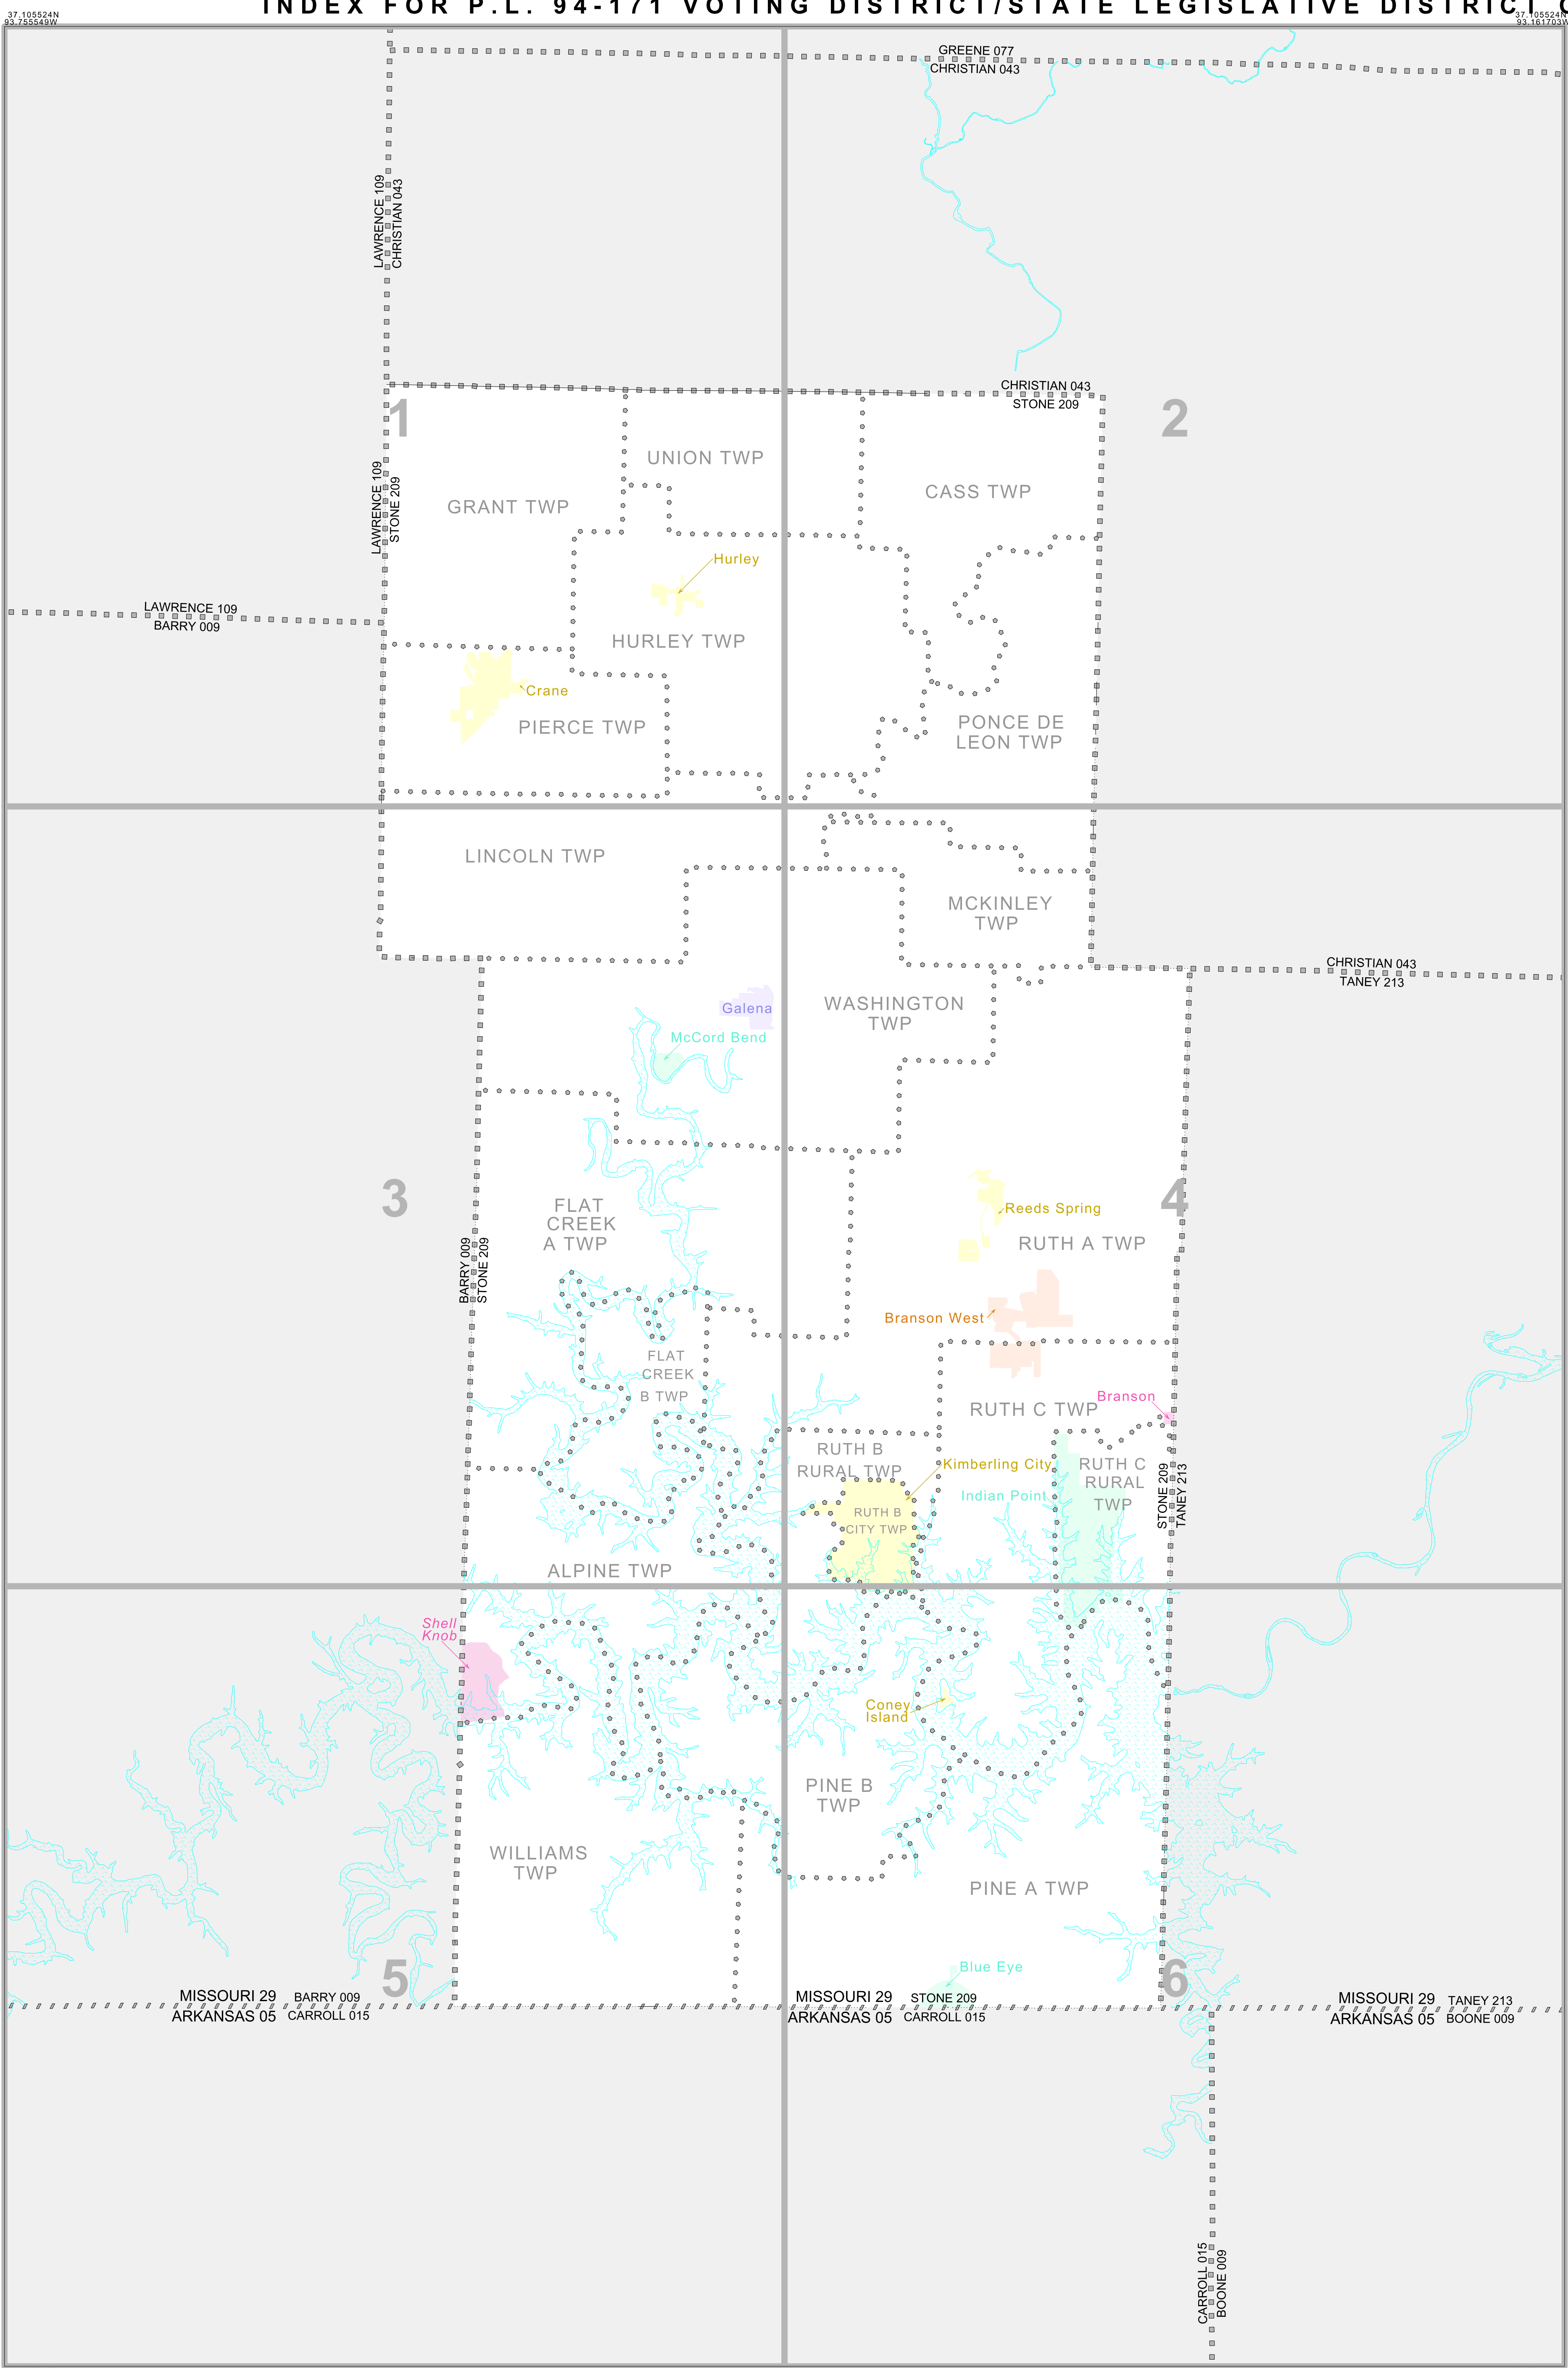 INDEX FOR P.L. 94-171 VOTING DISTRICT/STATE LEGISLATIVE DISTRICT
37.105524N
93.755549W
37.105524N
93.161703W
GREENE 077
CHRISTIAN 043
LAWRENCE 109
CHRISTIAN 043
CHRISTIAN 043
STONE 209
1
2
UNION TWP
CASS TWP
GRANT TWP
LAWRENCE 109
STONE 209
Hurley
LAWRENCE 109
BARRY 009
HURLEY TWP
Crane
PIERCE TWP
PONCE DE
LEON TWP
LINCOLN TWP
MCKINLEY
TWP
CHRISTIAN 043
TANEY 213
Galena
WASHINGTON
TWP
McCord Bend
3
4
FLAT
CREEK
A TWP
Reeds Spring
RUTH A TWP
BARRY 009
STONE 209
Branson West
FLAT
CREEK
B TWP
Branson
RUTH C TWP
RUTH B
RURAL TWP
Kimberling City
RUTH C
RURAL
TWP
Indian Point
STONE 209
TANEY 213
RUTH B
CITY TWP
ALPINE TWP
Shell
Knob
Coney
Island
PINE B
TWP
WILLIAMS
TWP
PINE A TWP
Blue Eye
5
6
MISSOURI 29 BARRY 009
ARKANSAS 05 CARROLL 015
MISSOURI 29 STONE 209
ARKANSAS 05 CARROLL 015
MISSOURI 29 TANEY 213
ARKANSAS 05 BOONE 009
CARROLL 015
BOONE 009